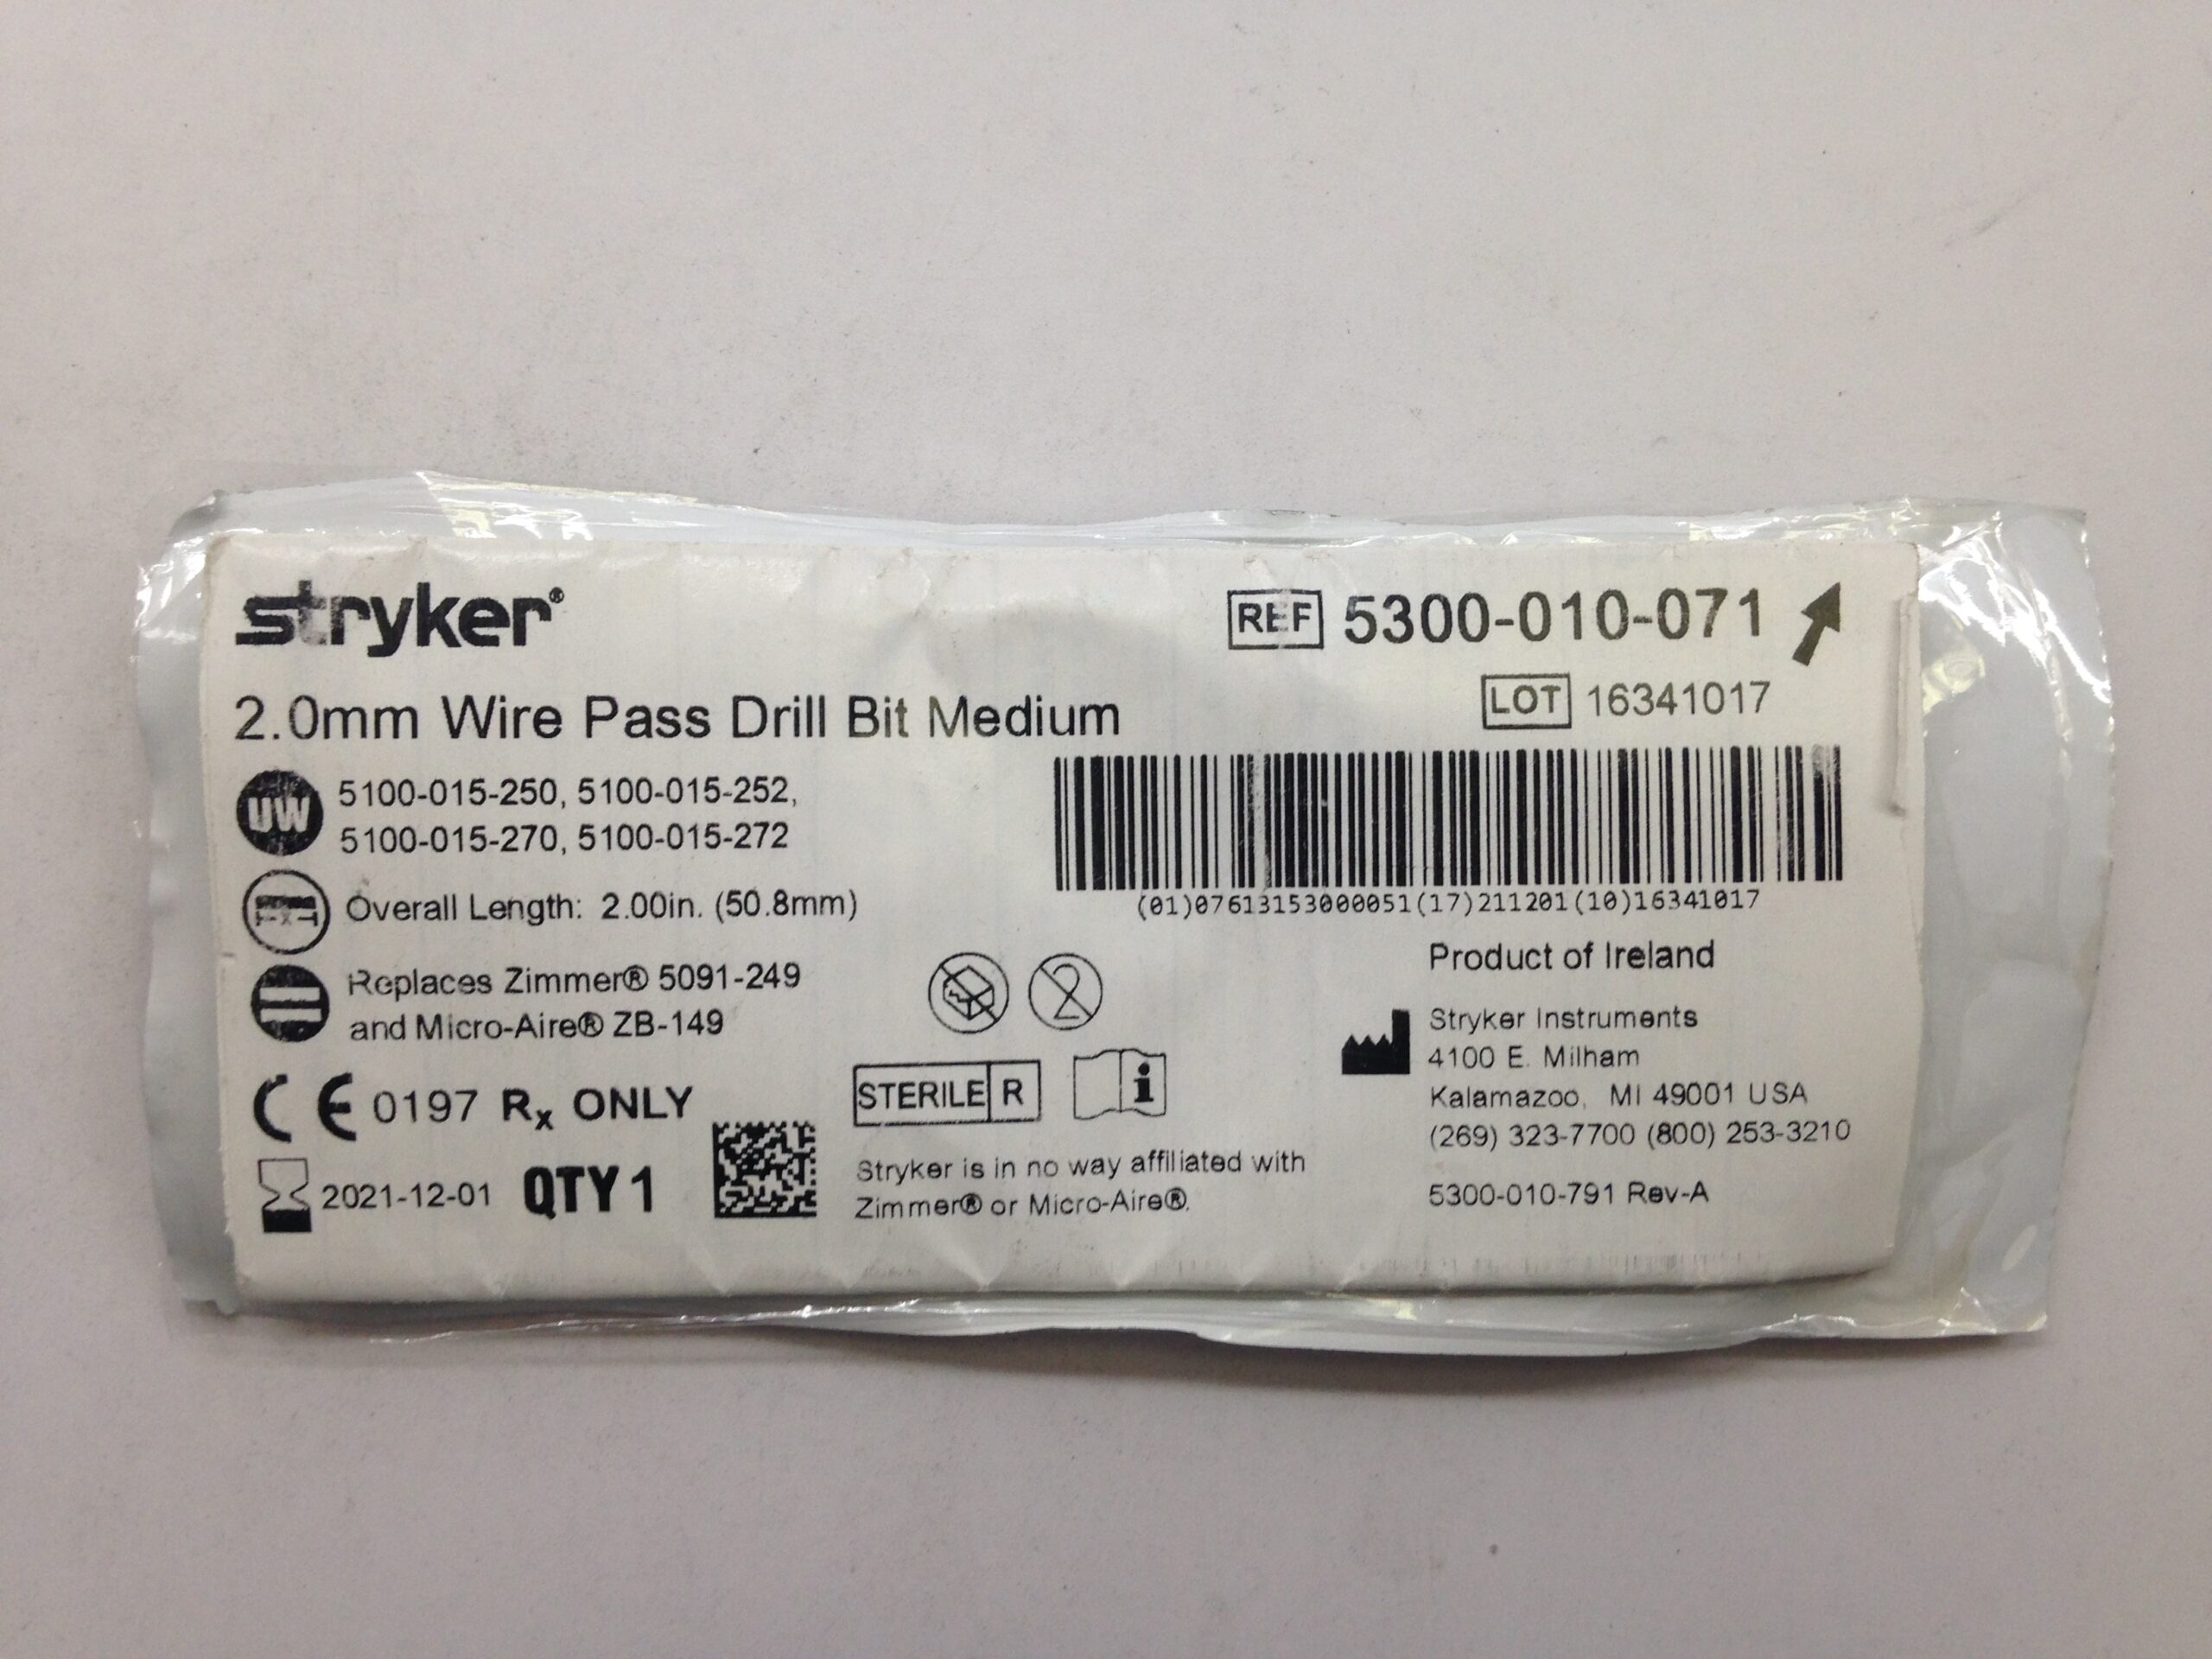 stryker®
REF 5300-010-071
LOT 16341017
2.0mm Wire Pass Drill Bit Medium
UW 5100-015-250, 5100-015-252,
5100-015-270, 5100-015-272
(01)07613153000051(17)211201(10)16341017
Overall Length: 2.00in. (50.8mm)
Replaces Zimmer® 5091-249
and Micro-Aire® ZB-149
2
Product of Ireland
Stryker Instruments
4100 E. Milham
Kalamazoo, MI 49001 USA
(269) 323-7700 (800) 253-3210
5300-010-791 Rev-A
CE 0197 Rx ONLY
STERILE R
i
2021-12-01 QTY 1
Stryker is in no way affiliated with
Zimmer® or Micro-Aire®.